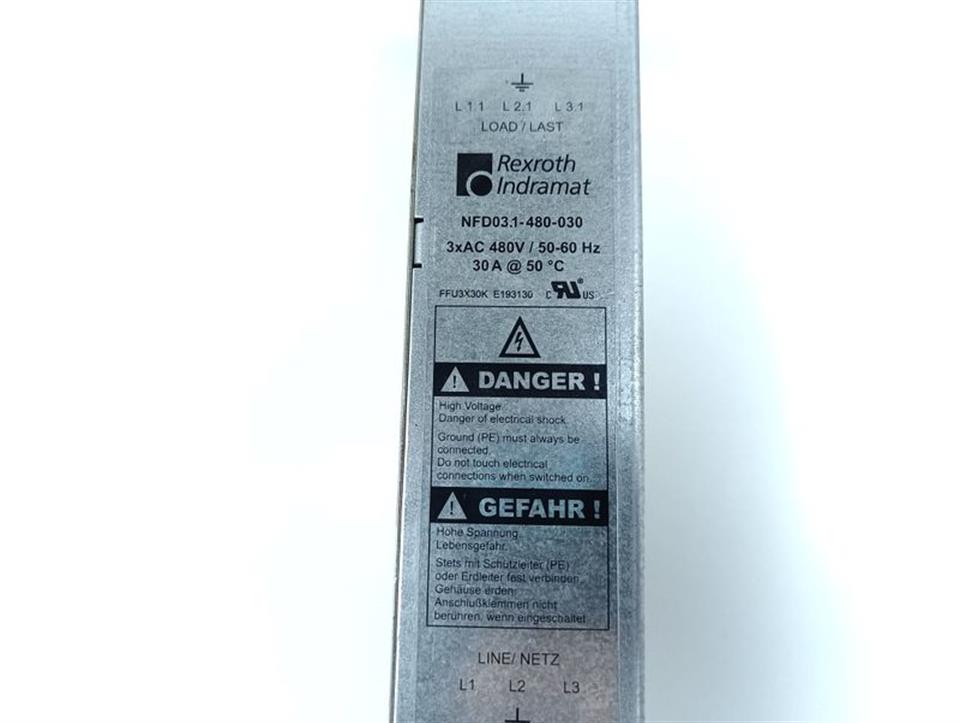 L1.1 L2.1 L3.1
LOAD / LAST
Rexroth
Indramat
NFD03.1-480-030
3xAC 480V / 50-60 Hz
30 A @ 50 °C
FFU3X30K E193130 C RU ® US
DANGER !
High Voltage.
Danger of electrical shock.
Ground (PE) must always be
connected.
Do not touch electrical
connections when switched on.
GEFAHR !
Hohe Spannung.
Lebensgefahr.
Stets mit Schutzleiter (PE)
oder Erdleiter fest verbinden.
Gehäuse erden.
Anschlußklemmen nicht
berühren, wenn eingeschaltet.
LINE/ NETZ
L1 L2 L3